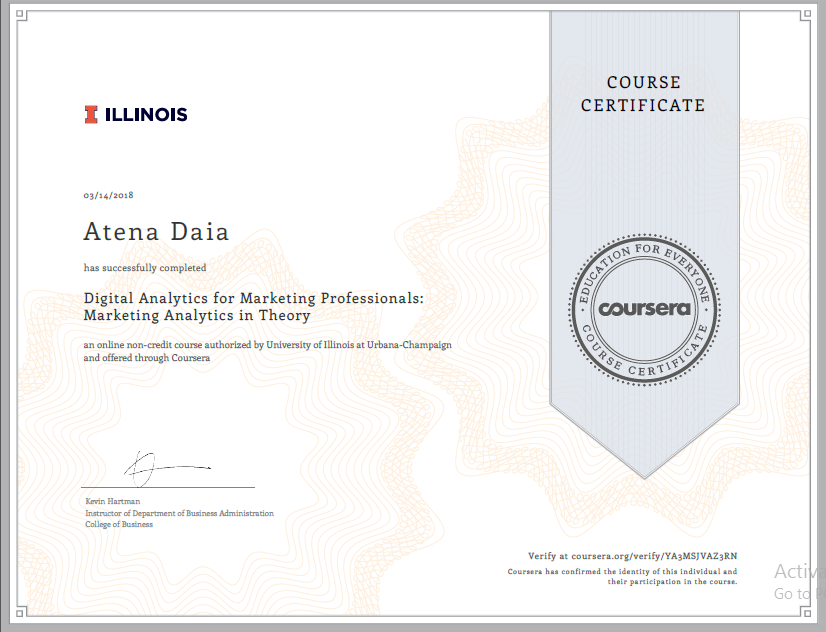 COURSE
CERTIFICATE
ILLINOIS
03/14/2018
Atena Daia
has successfully completed
Digital Analytics for Marketing Professionals:
Marketing Analytics in Theory
an online non-credit course authorized by University of Illinois at Urbana-Champaign
and offered through Coursera
EDUCATION FOR EVERYONE
coursera
COURSE CERTIFICATE
Kevin Hartman
Instructor of Department of Business Administration
College of Business
Verify at coursera.org/verify/YA3MSJVAZ3RN
Coursera has confirmed the identity of this individual and
their participation in the course.
Activa
Go to